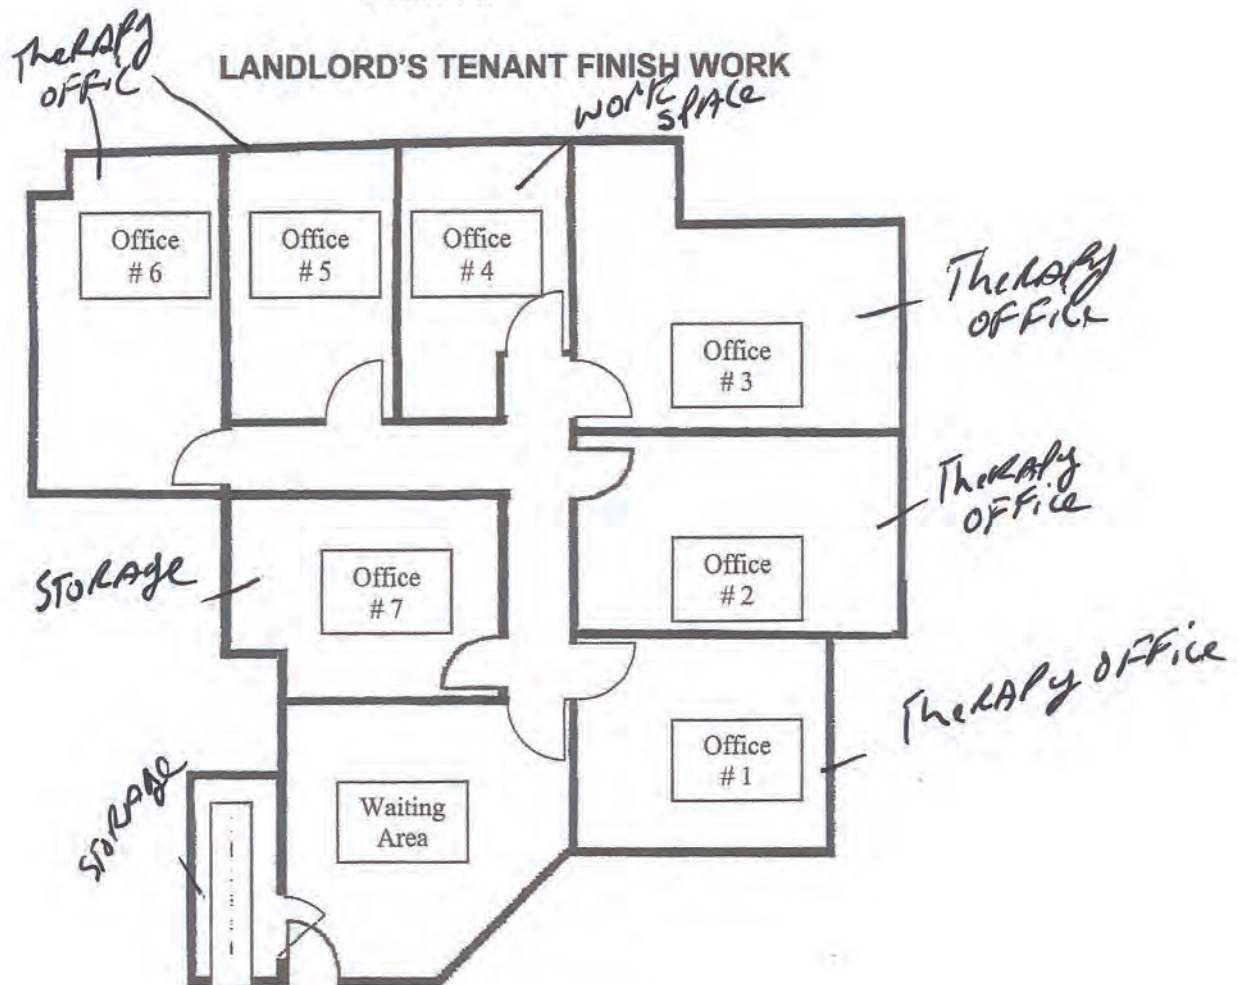 TheRAPy
OFFiC
LANDLORD'S TENANT FINISH WORK
WORK
SPACe
Office
# 6
Office
# 5
Office
# 4
TheRAPy
OFFice
Office
# 3
TheRAPy
OFFice
STORAge
Office
# 7
Office
# 2
TheRAPy OFFice
Office
# 1
STORAge
Waiting
Area